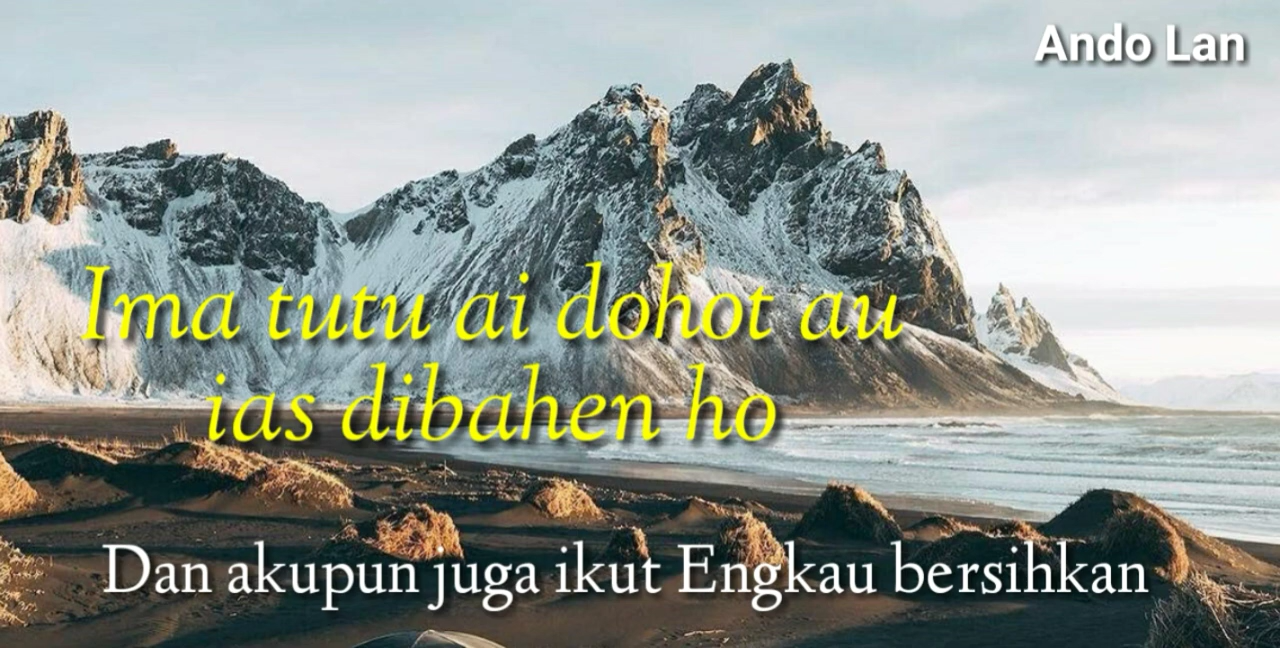 Ando Lan
Ima tutu ai dohot au
ias dibahen ho
Dan akupun juga ikut Engkau bersihkan